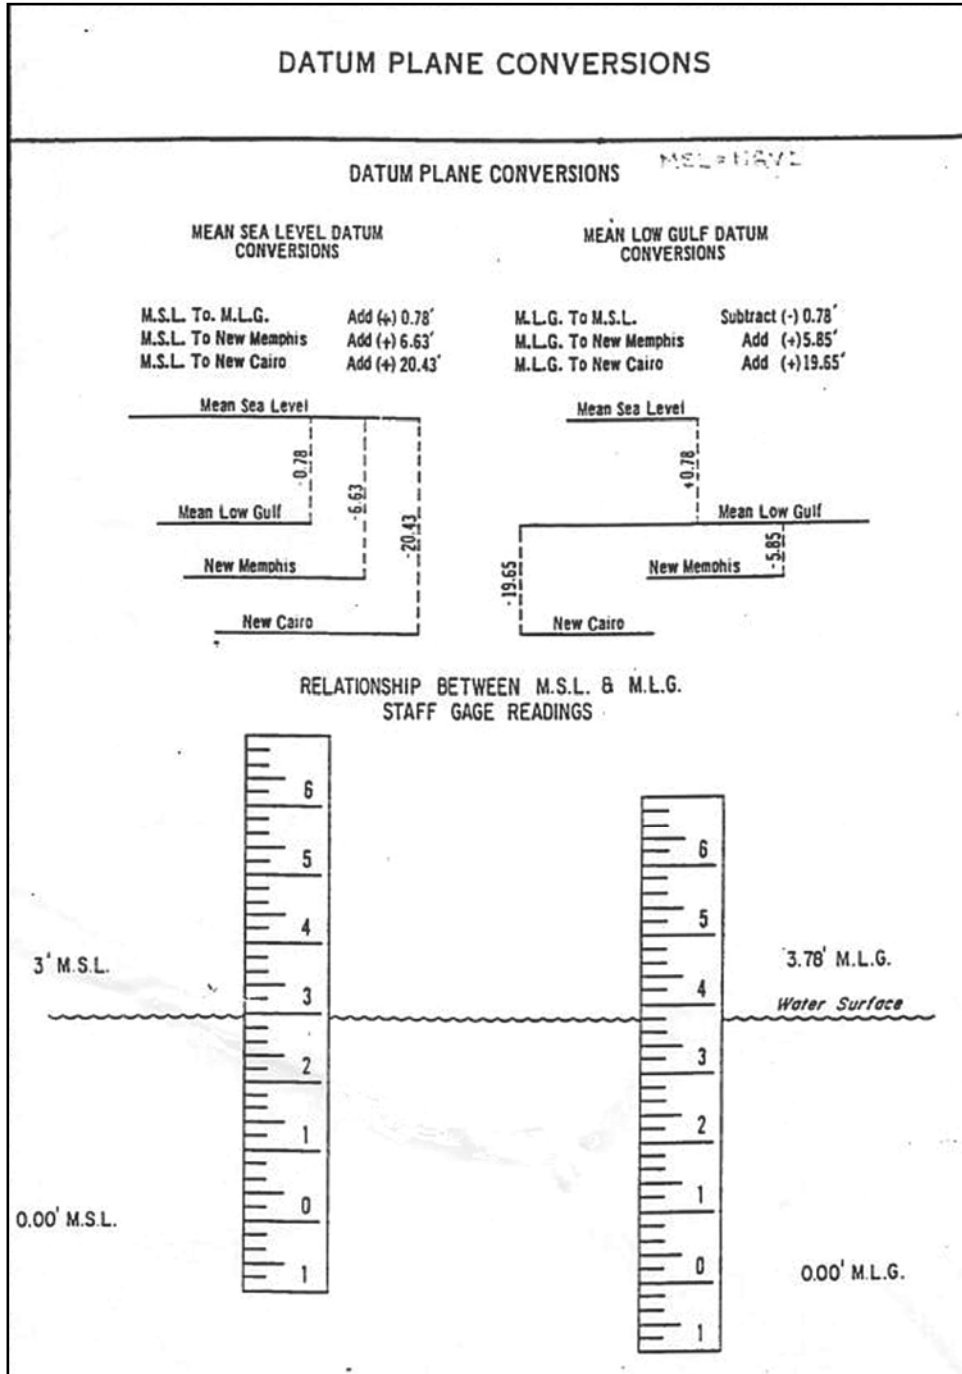 DATUM PLANE CONVERSIONS
DATUM PLANE CONVERSIONS
MEAN SEA LEVEL DATUM
CONVERSIONS
M.S.L. To. M.L.G. Add (+) 0.78'
M.S.L. To New Memphis Add (+) 6.63'
M.S.L. To New Cairo Add (+) 20.43'
Mean Sea Level
-0.78
-6.63
-20.43
Mean Low Gulf
New Memphis
New Cairo
MEAN LOW GULF DATUM
CONVERSIONS
M.L.G. To M.S.L. Subtract (-) 0.78'
M.L.G. To New Memphis Add (+) 5.85'
M.L.G. To New Cairo Add (+) 19.65'
Mean Sea Level
+0.78
Mean Low Gulf
-5.85
-19.65
New Memphis
New Cairo
RELATIONSHIP BETWEEN M.S.L. & M.L.G.
STAFF GAGE READINGS
6
5
4
3
2
1
0
1
3' M.S.L.
0.00' M.S.L.
6
5
4
3
2
1
0
1
3.78' M.L.G.
Water Surface
0.00' M.L.G.